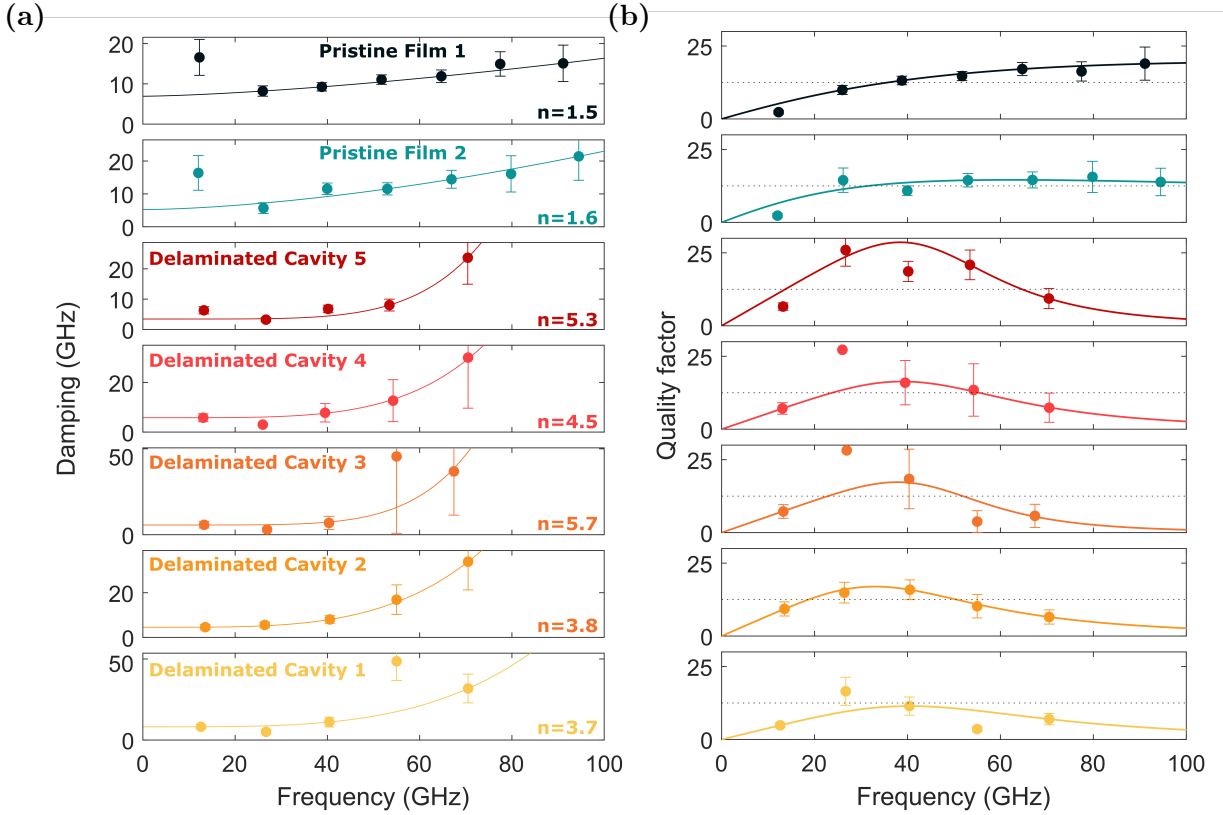 (a)
(b)
Pristine Film 1
n=1.5
20
10
0
Pristine Film 2
n=1.6
20
10
0
Delaminated Cavity 5
n=5.3
20
10
0
Delaminated Cavity 4
n=4.5
20
0
Delaminated Cavity 3
n=5.7
50
0
Delaminated Cavity 2
n=3.8
20
0
Delaminated Cavity 1
n=3.7
50
0
0 20 40 60 80 100
Frequency (GHz)
Damping (GHz)
25
0
25
0
25
0
25
0
25
0
25
0
25
0
0 20 40 60 80 100
Frequency (GHz)
Quality factor